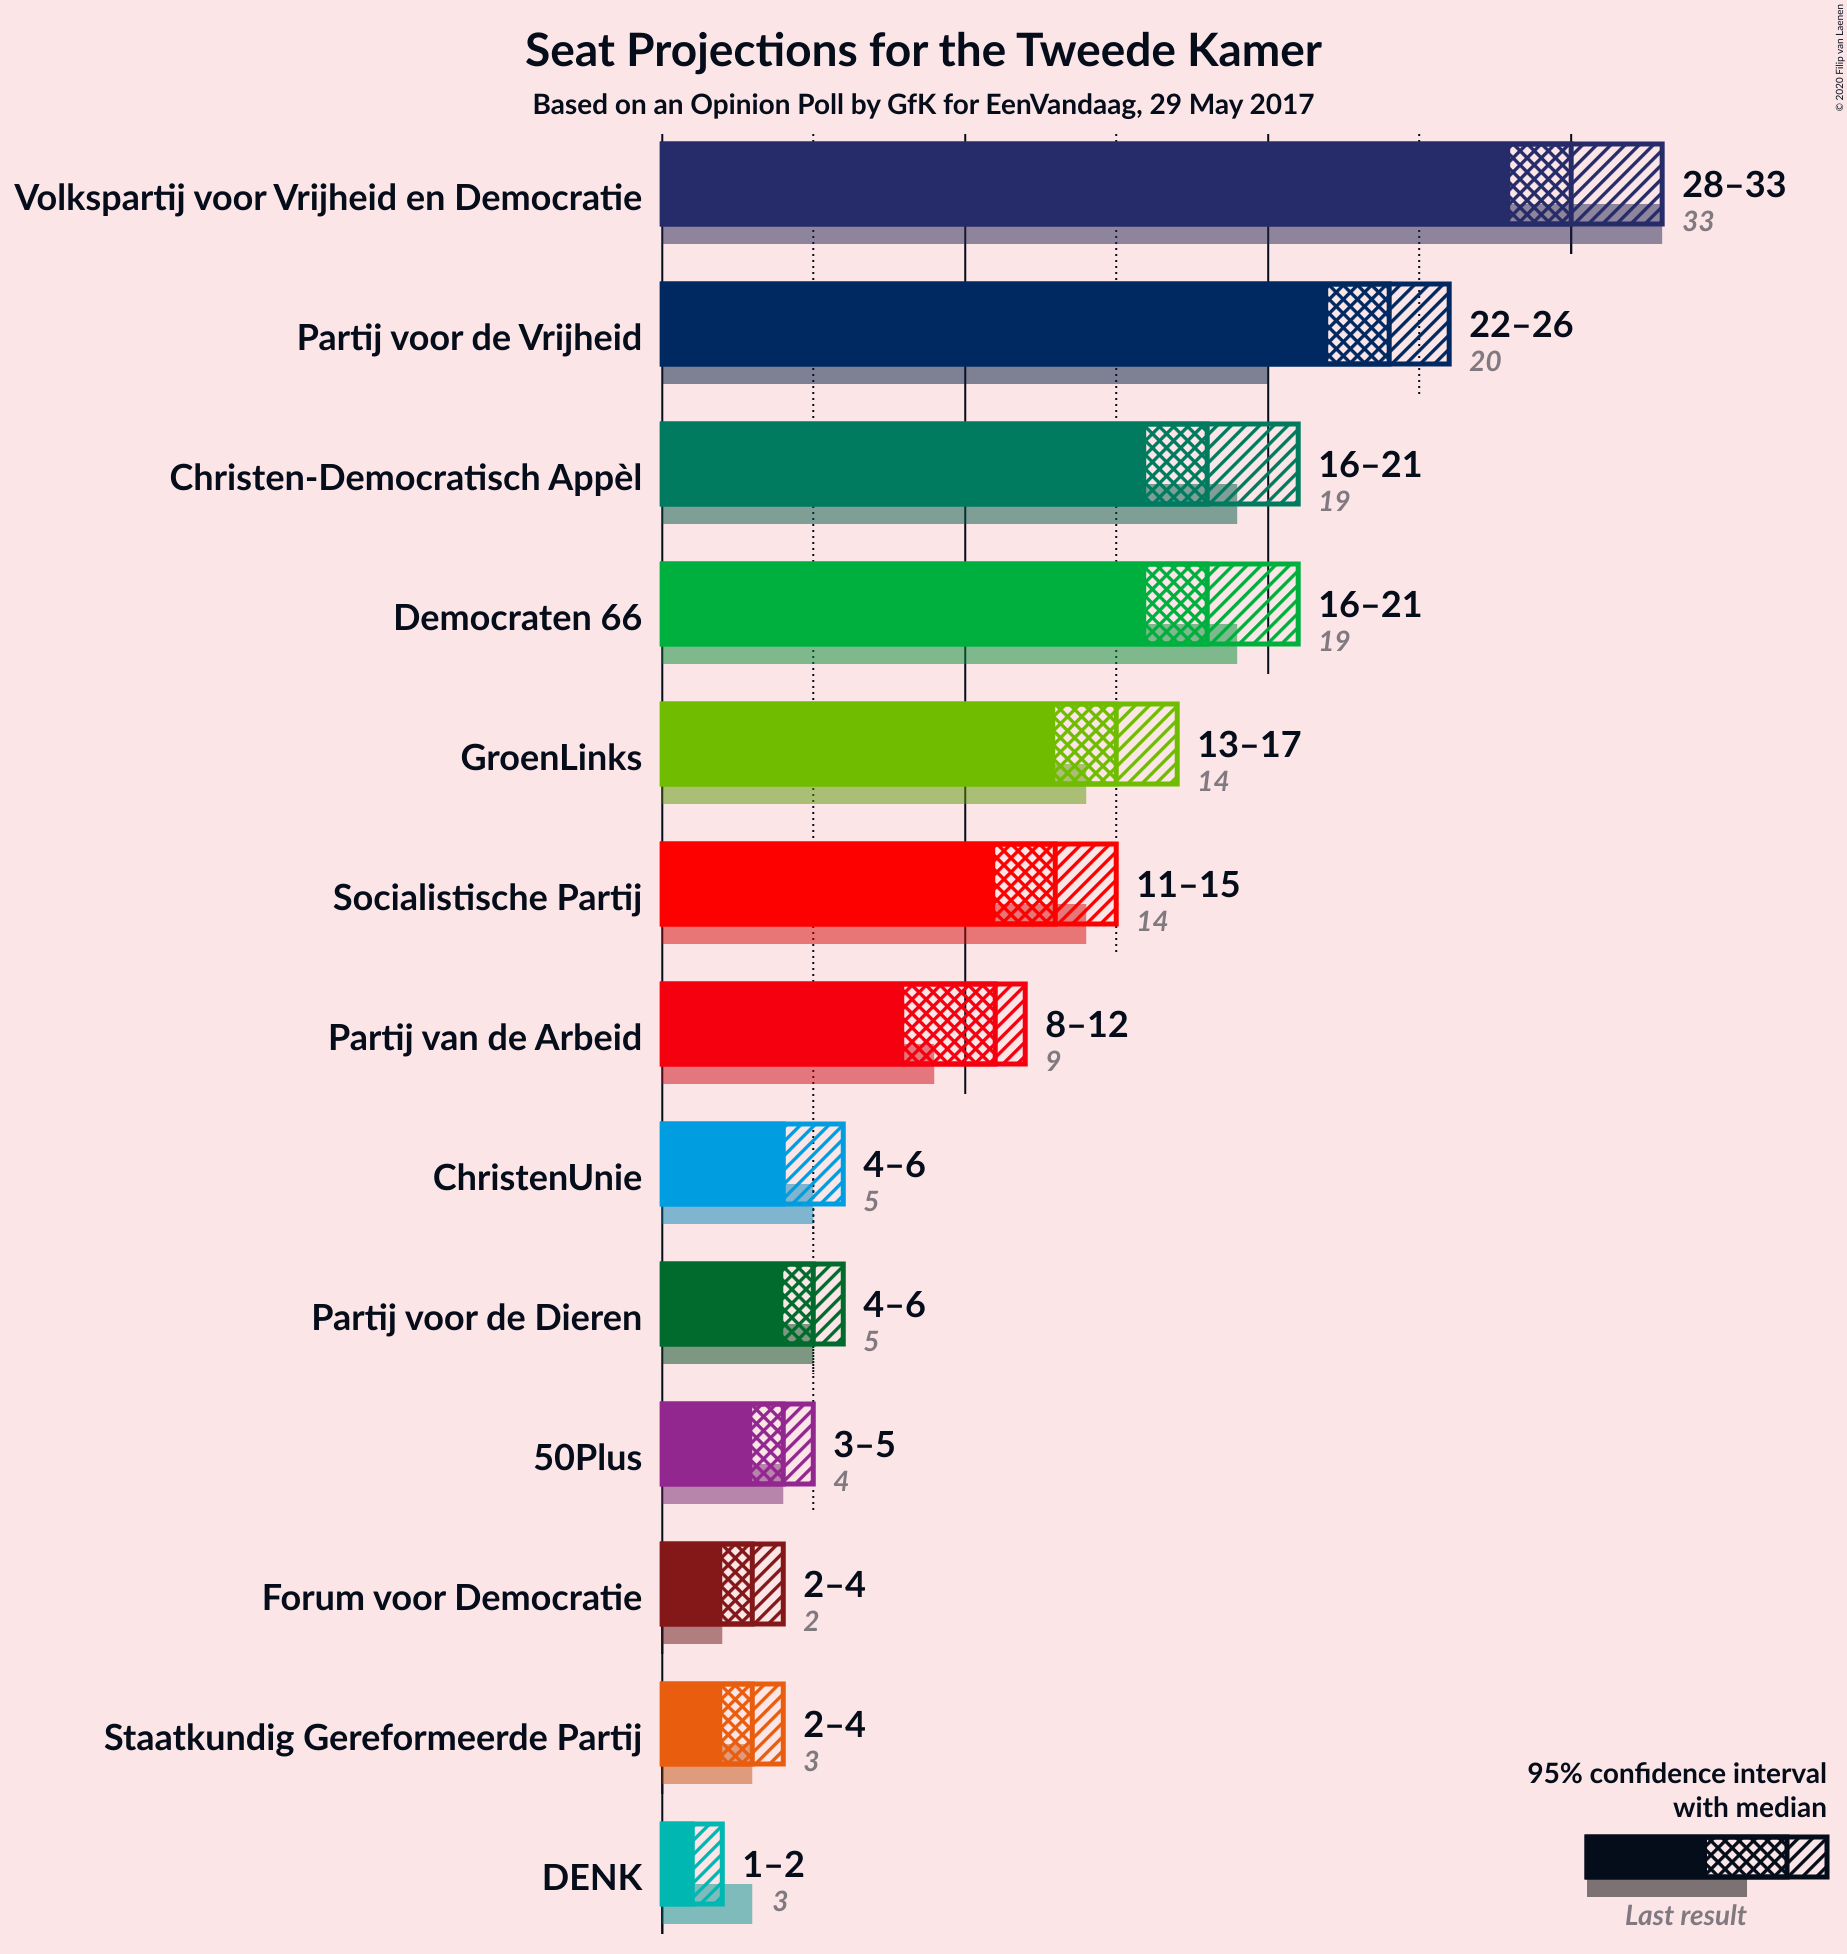 Seat Projections for the Tweede Kamer
Based on an Opinion Poll by GfK for EenVandaag, 29 May 2017
© 2020 Filip van Laenen
Volkspartij voor Vrijheid en Democratie
28–33
33
Partij voor de Vrijheid
22–26
20
Christen-Democratisch Appèl
16–21
19
Democraten 66
16–21
19
GroenLinks
13–17
14
Socialistische Partij
11–15
14
Partij van de Arbeid
8–12
9
ChristenUnie
4–6
5
Partij voor de Dieren
4–6
5
50Plus
3–5
4
Forum voor Democratie
2–4
2
Staatkundig Gereformeerde Partij
2–4
3
DENK
1–2
3
95% confidence interval
with median
Last result